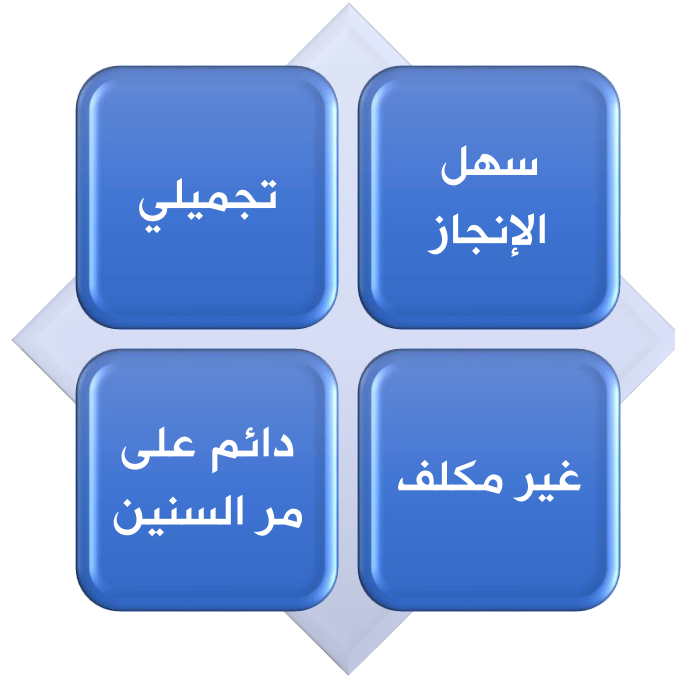 سهل
الإنجاز
تجميلي
غير مكلف
دائم على
مر السنين